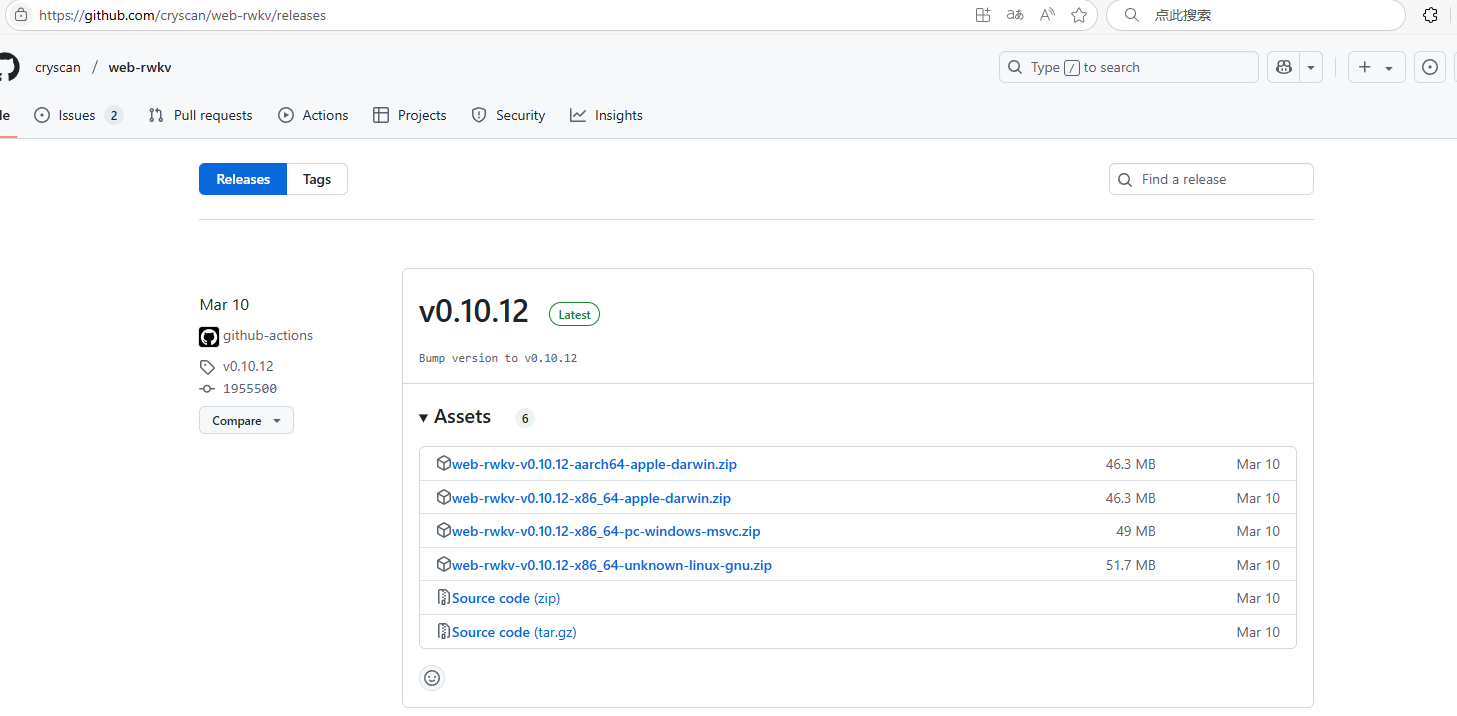 https://github.com/cryscan/web-rwkv/releases
aあ
A
点此搜索
cryscan / web-rwkv
Type / to search
Issues 2
Pull requests
Actions
Projects
Security
Insights
Releases
Tags
Find a release
Mar 10
github-actions
v0.10.12
1955500
Compare
v0.10.12
Latest
Bump version to v0.10.12
Assets 6
web-rwkv-v0.10.12-aarch64-apple-darwin.zip 46.3 MB Mar 10
web-rwkv-v0.10.12-x86_64-apple-darwin.zip 46.3 MB Mar 10
web-rwkv-v0.10.12-x86_64-pc-windows-msvc.zip 49 MB Mar 10
web-rwkv-v0.10.12-x86_64-unknown-linux-gnu.zip 51.7 MB Mar 10
Source code (zip) Mar 10
Source code (tar.gz) Mar 10